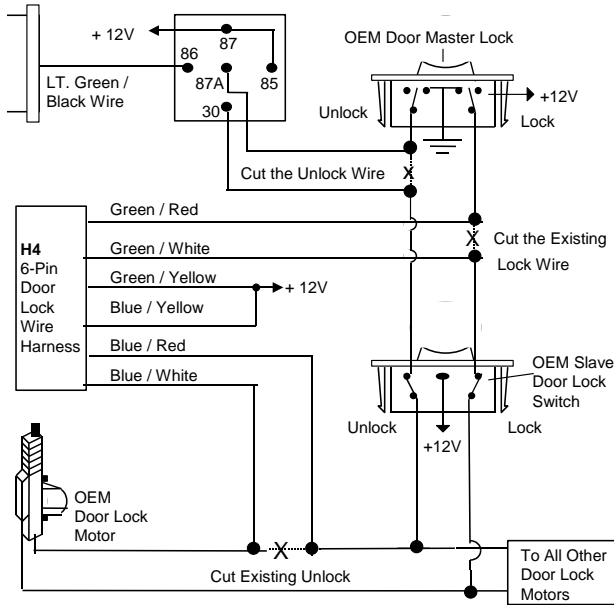 + 12V
87
86
87A
85
30
LT. Green /
Black Wire
OEM Door Master Lock
+12V
Unlock
Lock
Cut the Unlock Wire
X
Green / Red
Green / White
X
Cut the Existing
Lock Wire
H4
6-Pin
Door
Lock
Wire
Harness
Green / Yellow
+ 12V
Blue / Yellow
Blue / Red
Blue / White
OEM Slave
Door Lock
Switch
Unlock
+12V
Lock
OEM
Door Lock
Motor
X
Cut Existing Unlock
To All Other
Door Lock
Motors